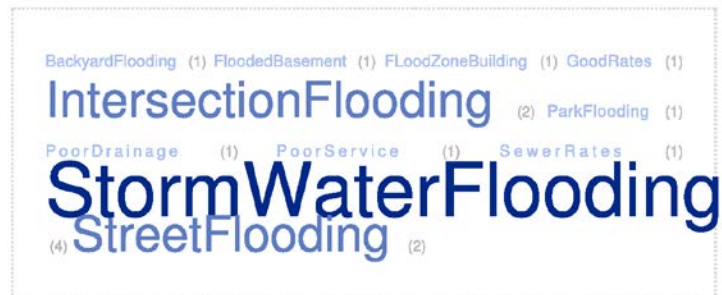 BackyardFlooding (1) FloodedBasement (1) FLoodZoneBuilding (1) GoodRates (1)
IntersectionFlooding (2) ParkFlooding (1)
PoorDrainage (1) PoorService (1) SewerRates (1)
StormWaterFlooding
(4) StreetFlooding (2)